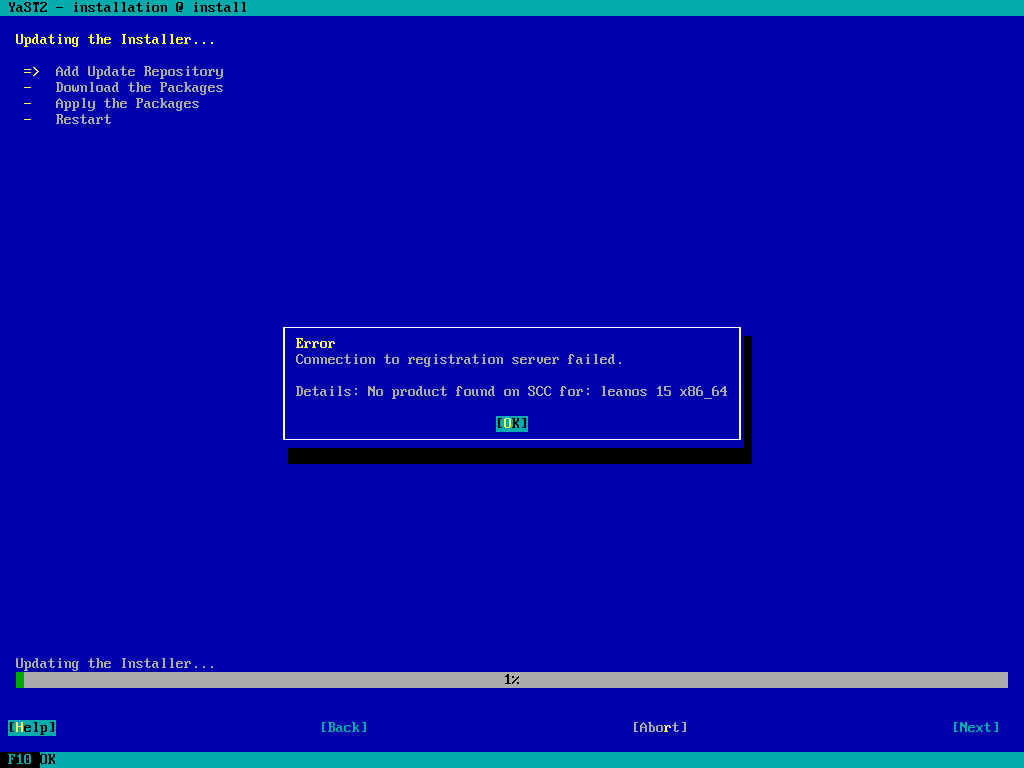 YaST2 - installation @ install
Updating the Installer...
=> Add Update Repository
- Download the Packages
- Apply the Packages
- Restart
Error
Connection to registration server failed.
Details: No product found on SCC for: leanos 15 x86_64
[OK]
Updating the Installer...
1%
[Help] [Back] [Abort] [Next]
F10 OK